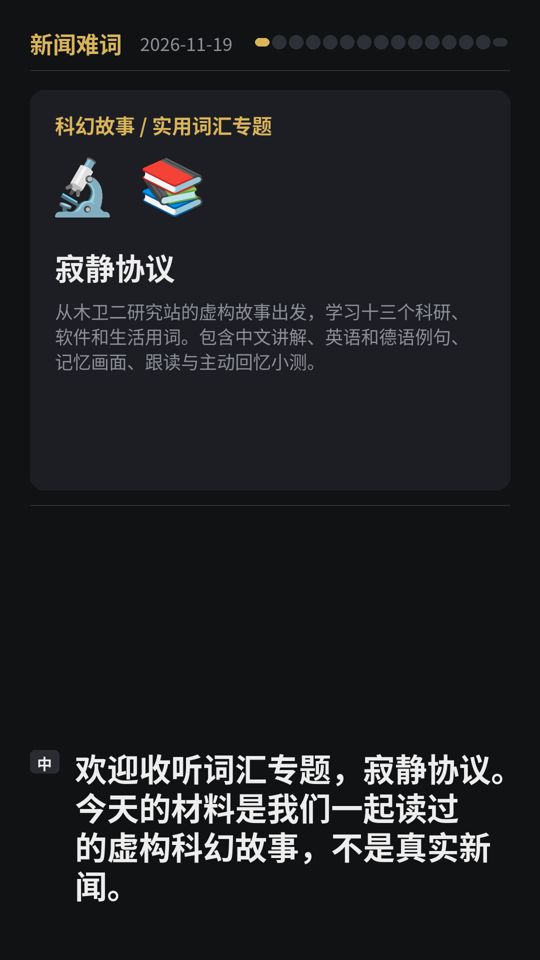 新闻难词 2026-11-19
科幻故事 / 实用词汇专题
寂静协议
从木卫二研究站的虚构故事出发，学习十三个科研、
软件和生活用词。包含中文讲解、英语和德语例句、
记忆画面、跟读与主动回忆小测。
中 欢迎收听词汇专题，寂静协议。
今天的材料是我们一起读过
的虚构科幻故事，不是真实新
闻。